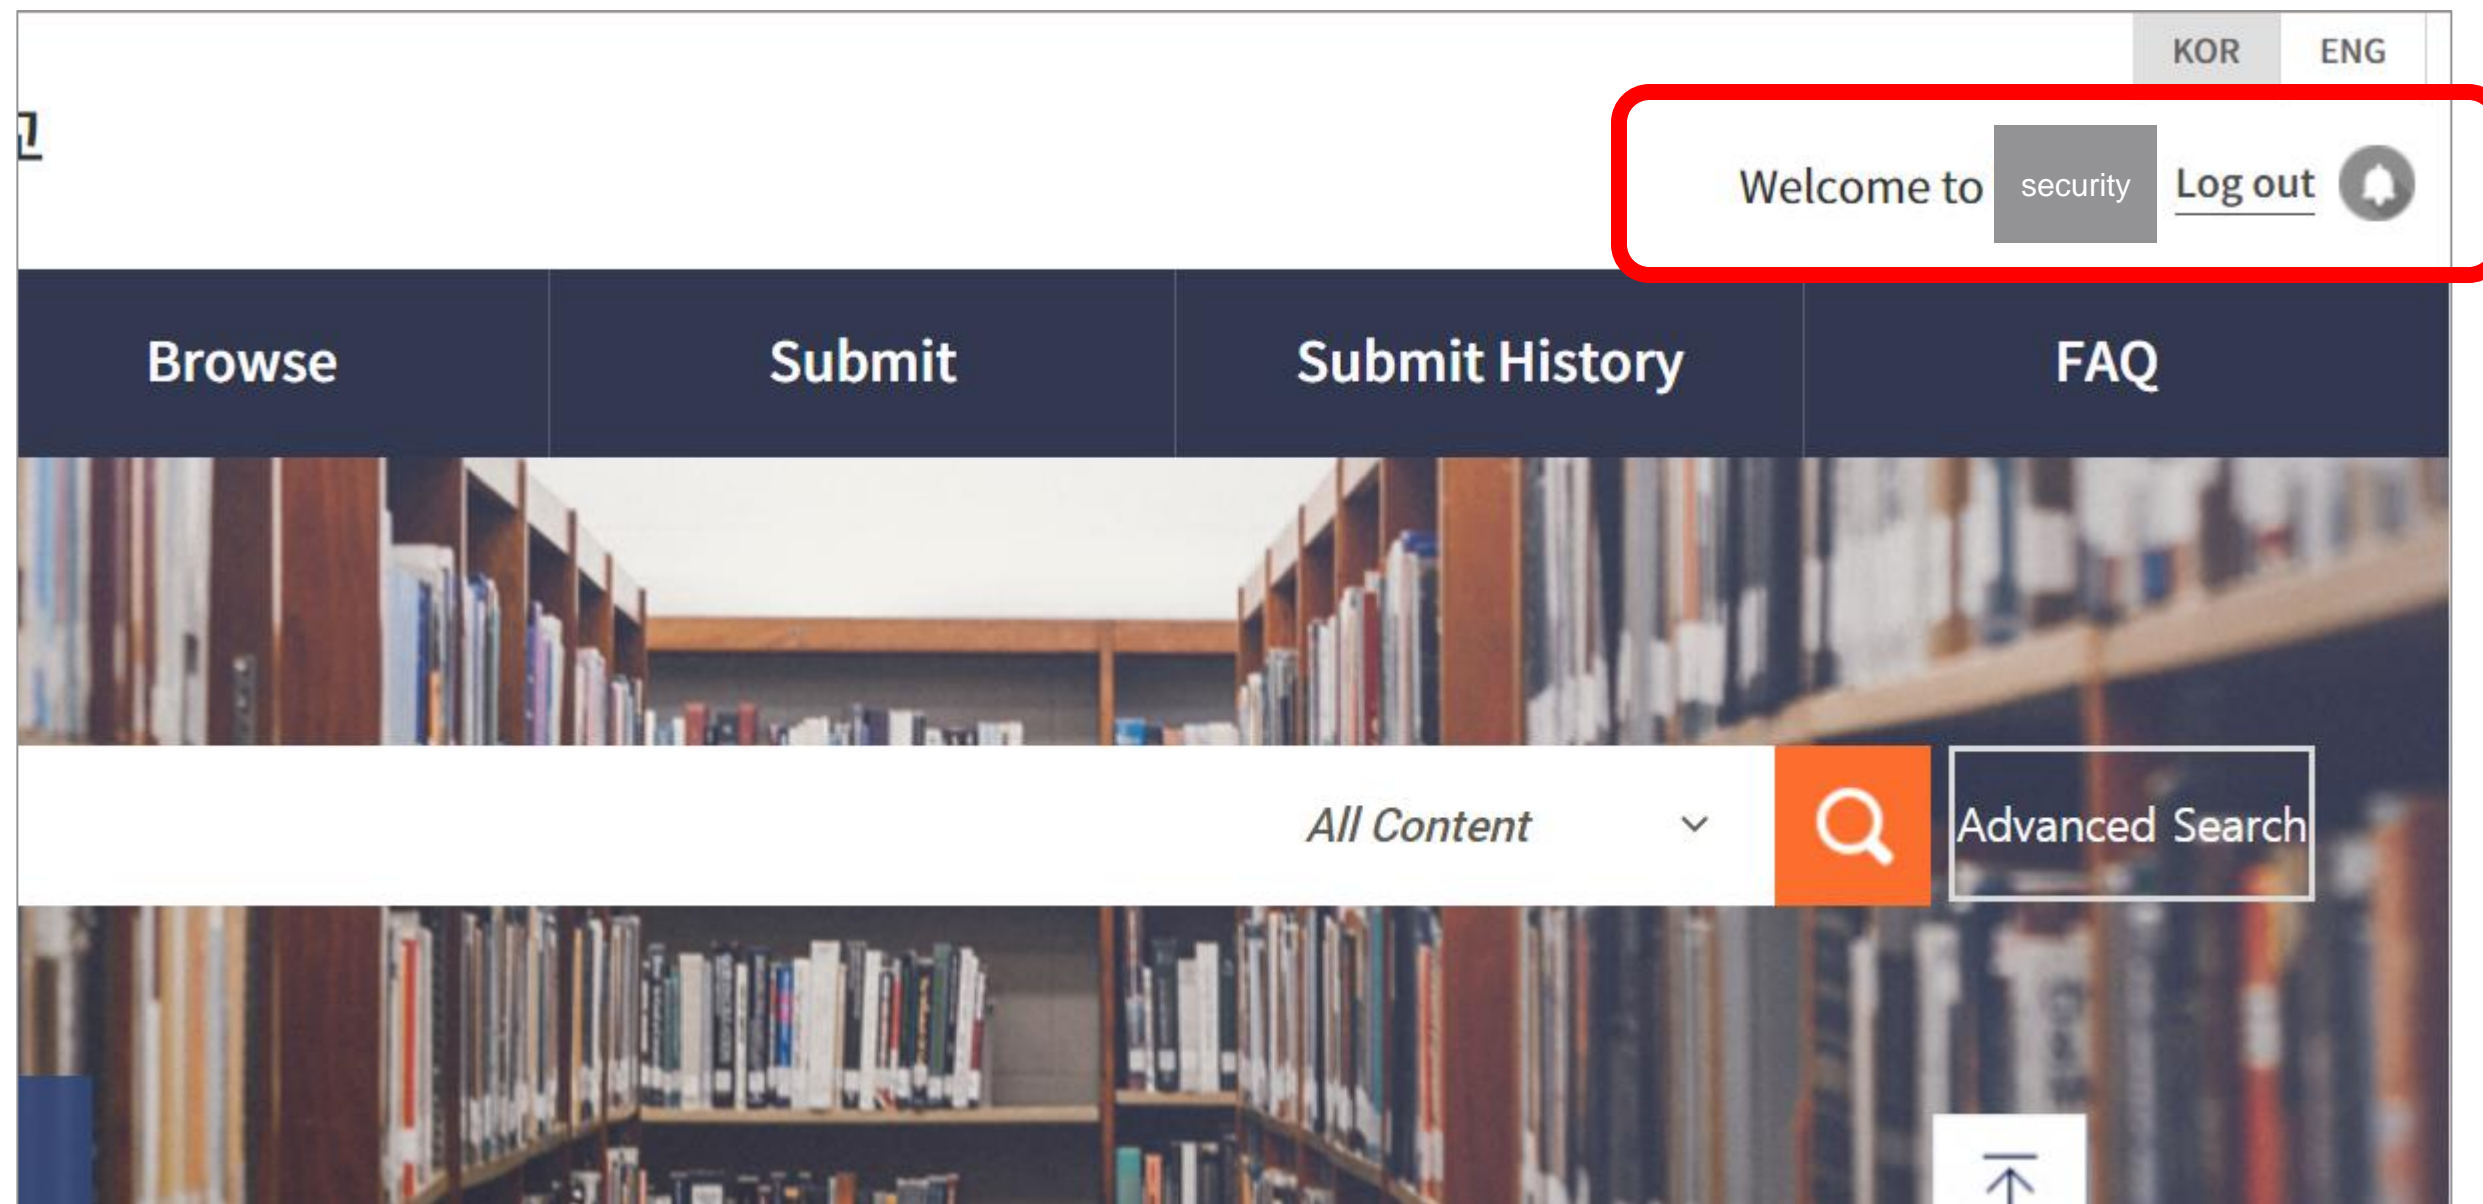 KOR ENG
Welcome to security Log out
Browse Submit Submit History FAQ
All Content Advanced Search